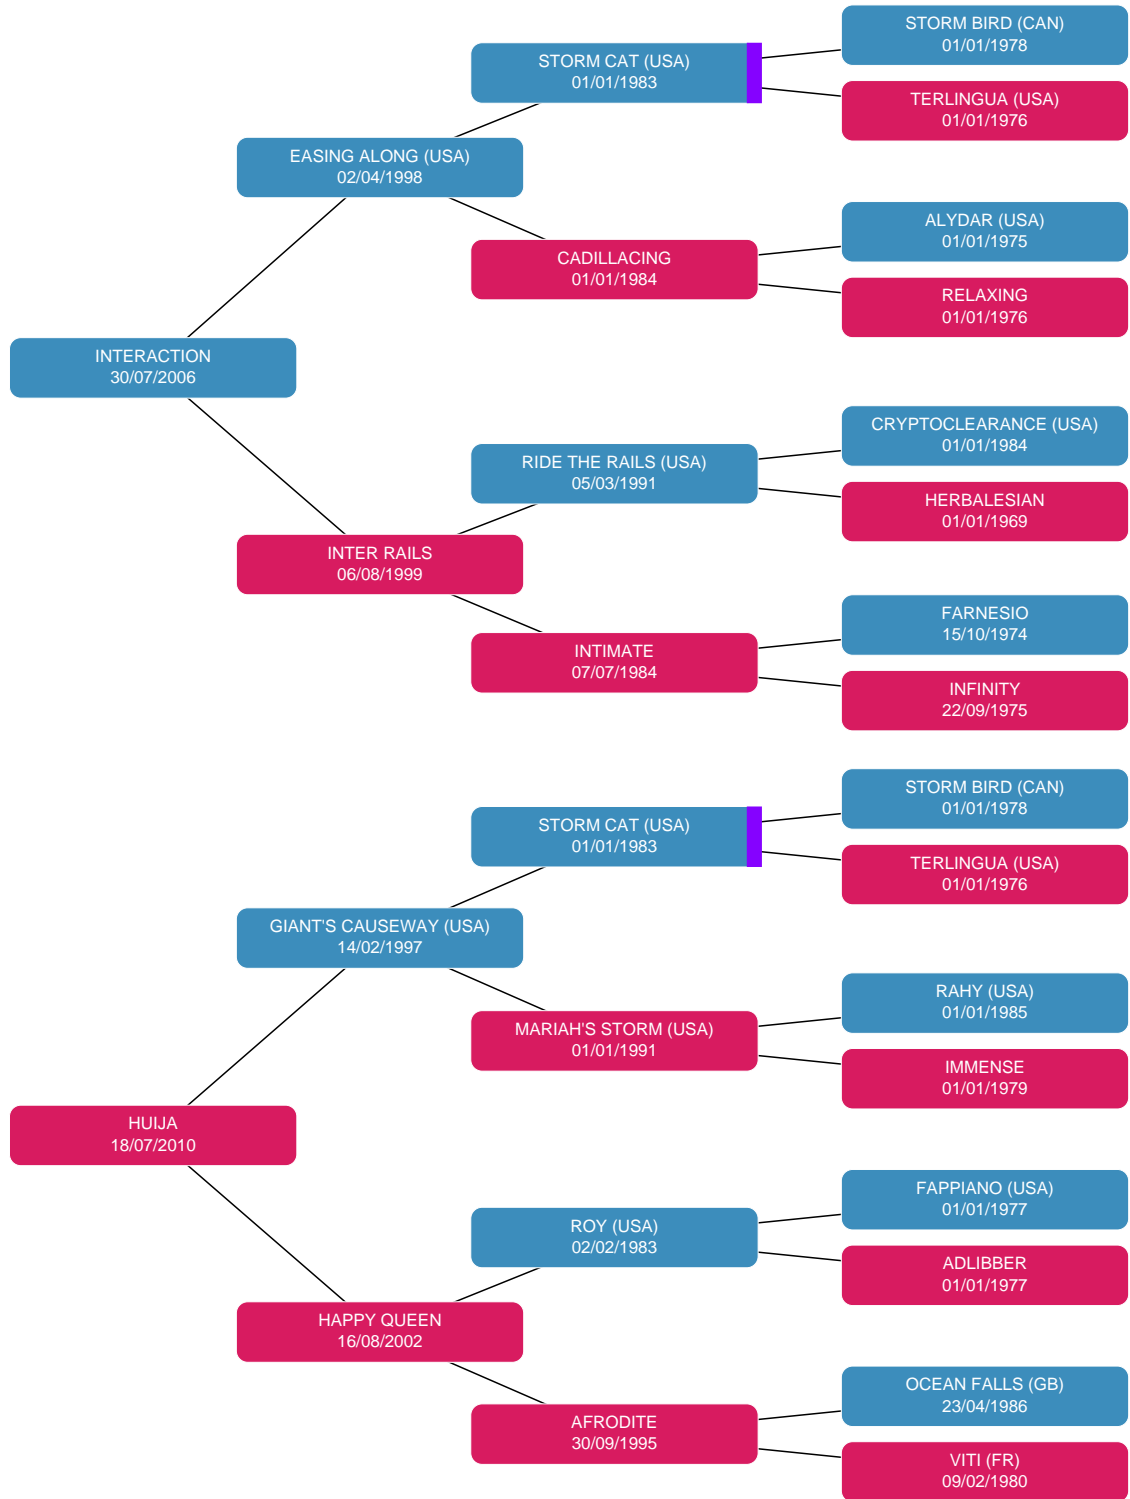 STORM BIRD (CAN)
01/01/1978
STORM CAT (USA)
01/01/1983
TERLINGUA (USA)
01/01/1976
EASING ALONG (USA)
02/04/1998
ALYDAR (USA)
01/01/1975
CADILLACING
01/01/1984
RELAXING
01/01/1976
INTERACTION
30/07/2006
CRYPTOCLEARANCE (USA)
01/01/1984
RIDE THE RAILS (USA)
05/03/1991
HERBALESIAN
01/01/1969
INTER RAILS
06/08/1999
FARNESIO
15/10/1974
INTIMATE
07/07/1984
INFINITY
22/09/1975
STORM BIRD (CAN)
01/01/1978
STORM CAT (USA)
01/01/1983
TERLINGUA (USA)
01/01/1976
GIANT'S CAUSEWAY (USA)
14/02/1997
RAHY (USA)
01/01/1985
MARIAH'S STORM (USA)
01/01/1991
IMMENSE
01/01/1979
HUIJA
18/07/2010
FAPPIANO (USA)
01/01/1977
ROY (USA)
02/02/1983
ADLIBBER
01/01/1977
HAPPY QUEEN
16/08/2002
OCEAN FALLS (GB)
23/04/1986
AFRODITE
30/09/1995
VITI (FR)
09/02/1980